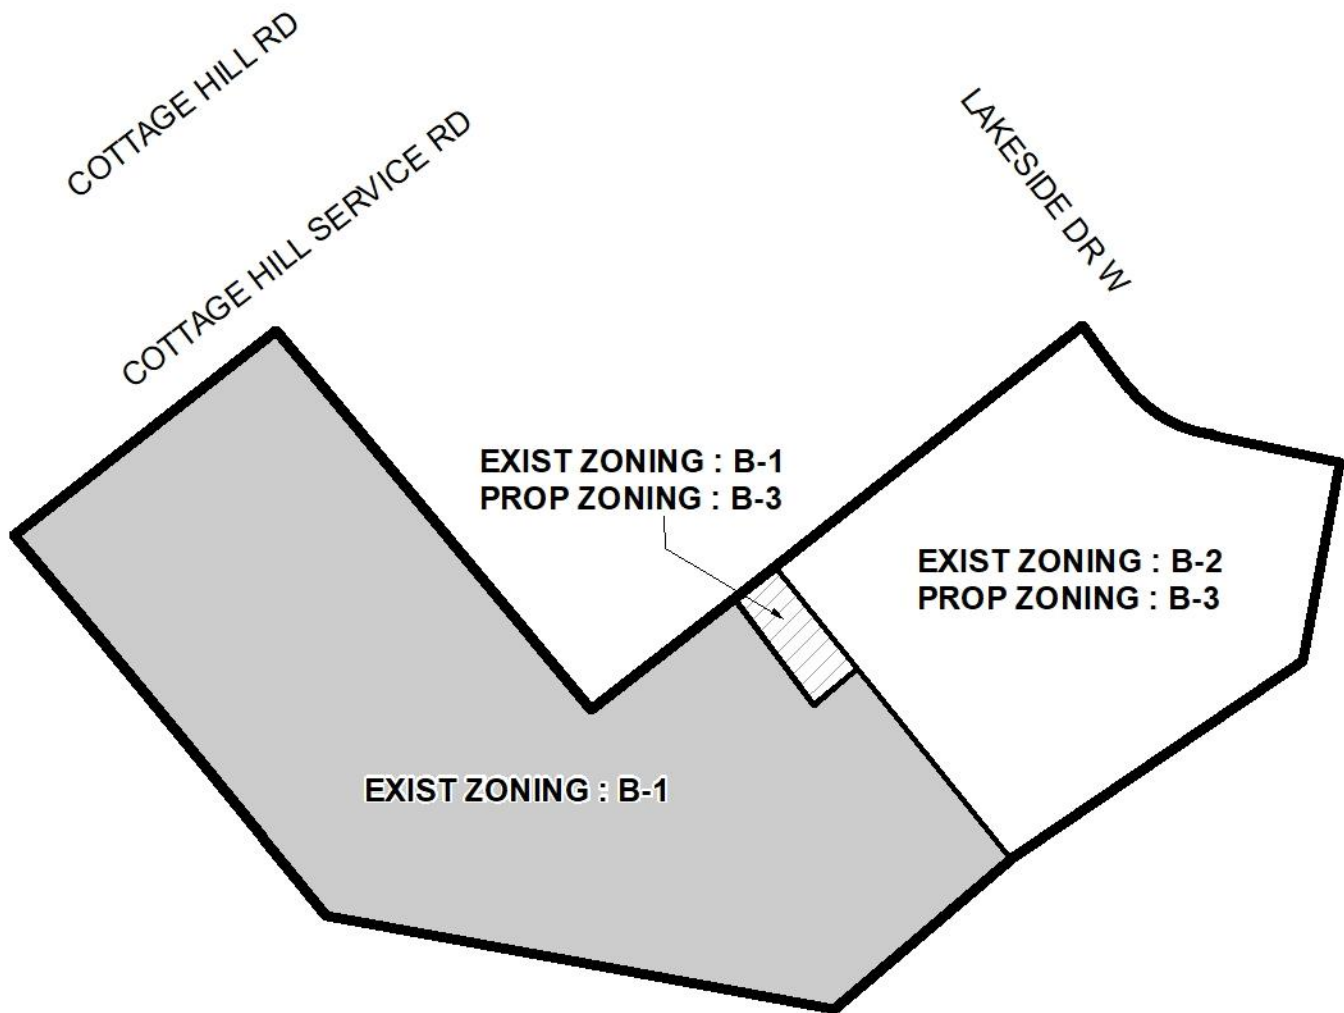 COTTAGE HILL RD
COTTAGE HILL SERVICE RD
LAKESIDE DR W
EXIST ZONING : B-1
PROP ZONING : B-3
EXIST ZONING : B-2
PROP ZONING : B-3
EXIST ZONING : B-1